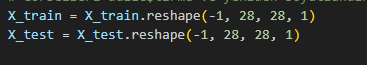 X_train = X_train.reshape(-1, 28, 28, 1)
X_test = X_test.reshape(-1, 28, 28, 1)